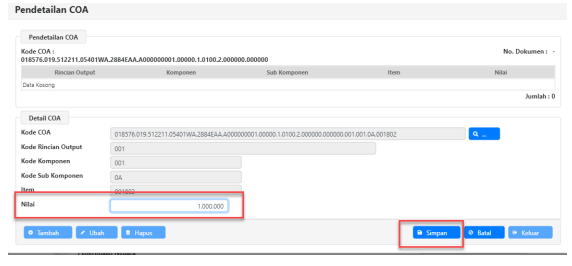 Pendetailan COA
Pendetailan COA
Kode COA : No. Dokumen : -
018576.019.512211.05401WA.2884EAA.A000000001.00000.1.0100.2.000000.000000
Rincian Output Komponen Sub Komponen Item Nilai
Data Kosong
Jumlah : 0
Detail COA
Kode COA 018576.019.512211.05401WA.2884EAA.A000000001.00000.1.0100.2.000000.000000.001.001.0A.001802 ...
Kode Rincian Output 001
Kode Komponen 001
Kode Sub Komponen 0A
Item 001802
Nilai 1.000.000
Tambah Ubah Hapus Simpan Batal Keluar